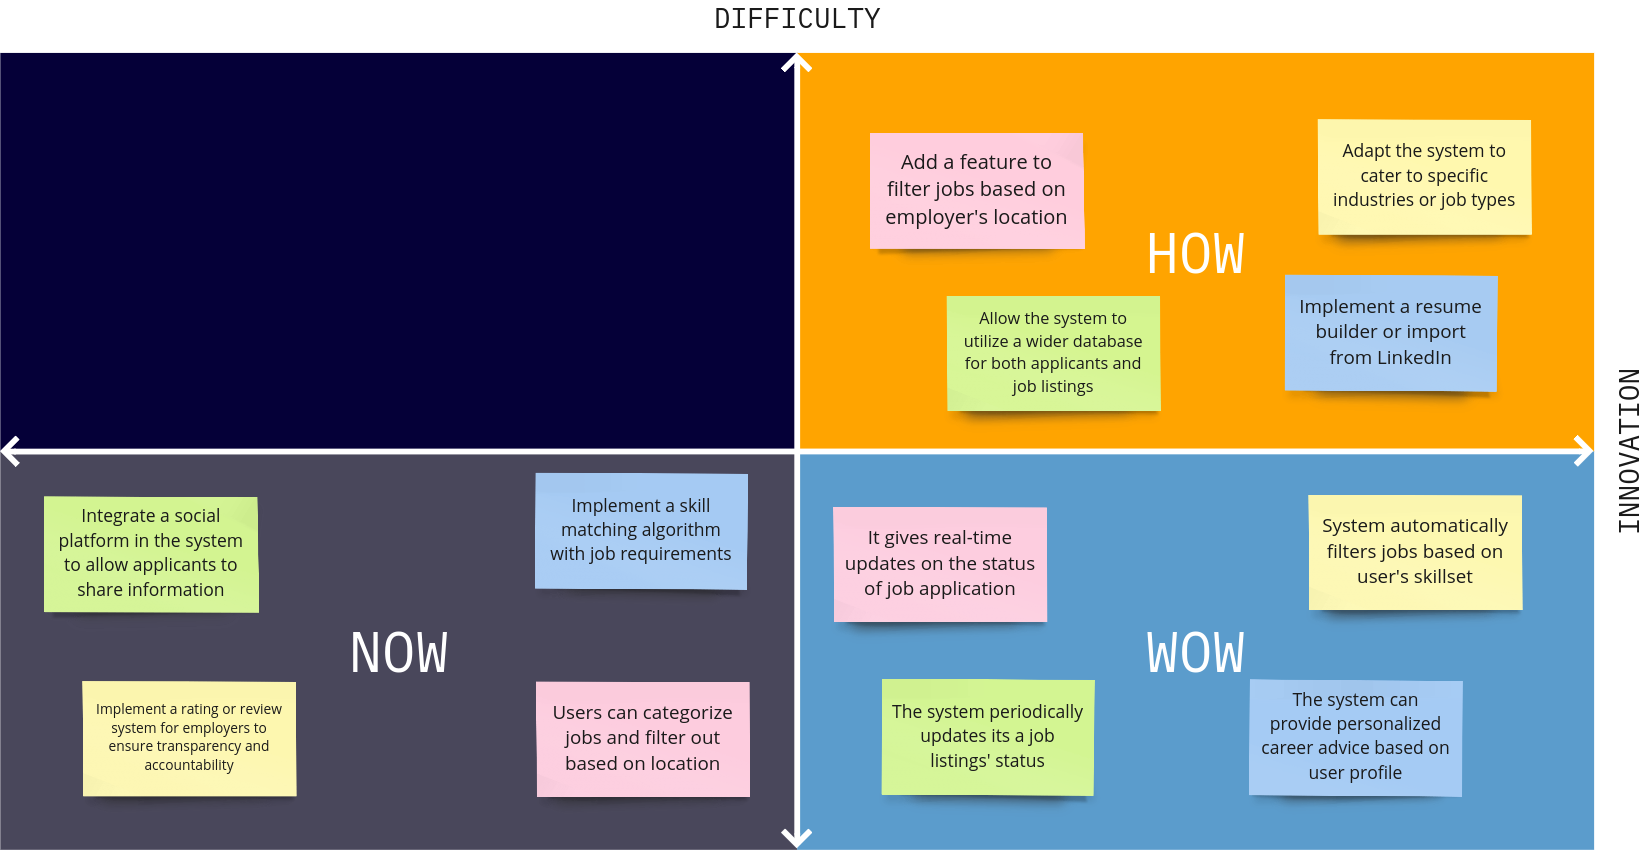 DIFFICULTY
Add a feature to
filter jobs based on
employer's location
Adapt the system to
cater to specific
industries or job types
HOW
Allow the system to
utilize a wider database
for both applicants and
job listings
Implement a resume
builder or import
from LinkedIn
INNOVATION
Integrate a social
platform in the system
to allow applicants to
share information
Implement a skill
matching algorithm
with job requirements
NOW
Implement a rating or review
system for employers to
ensure transparency and
accountability
Users can categorize
jobs and filter out
based on location
It gives real-time
updates on the status
of job application
System automatically
filters jobs based on
user's skillset
WOW
The system periodically
updates its a job
listings' status
The system can
provide personalized
career advice based on
user profile